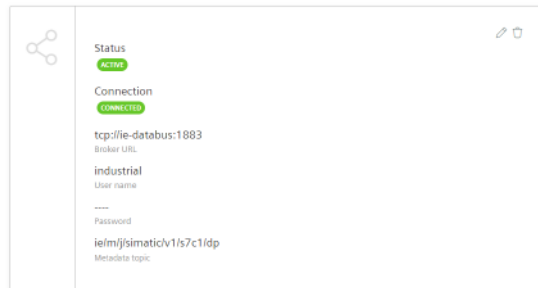 Status
ACTIVE
Connection
CONNECTED
tcp://ie-databus:1883
Broker URL
industrial
User name
----
Password
ie/m/j/simatic/v1/s7c1/dp
Metadata topic